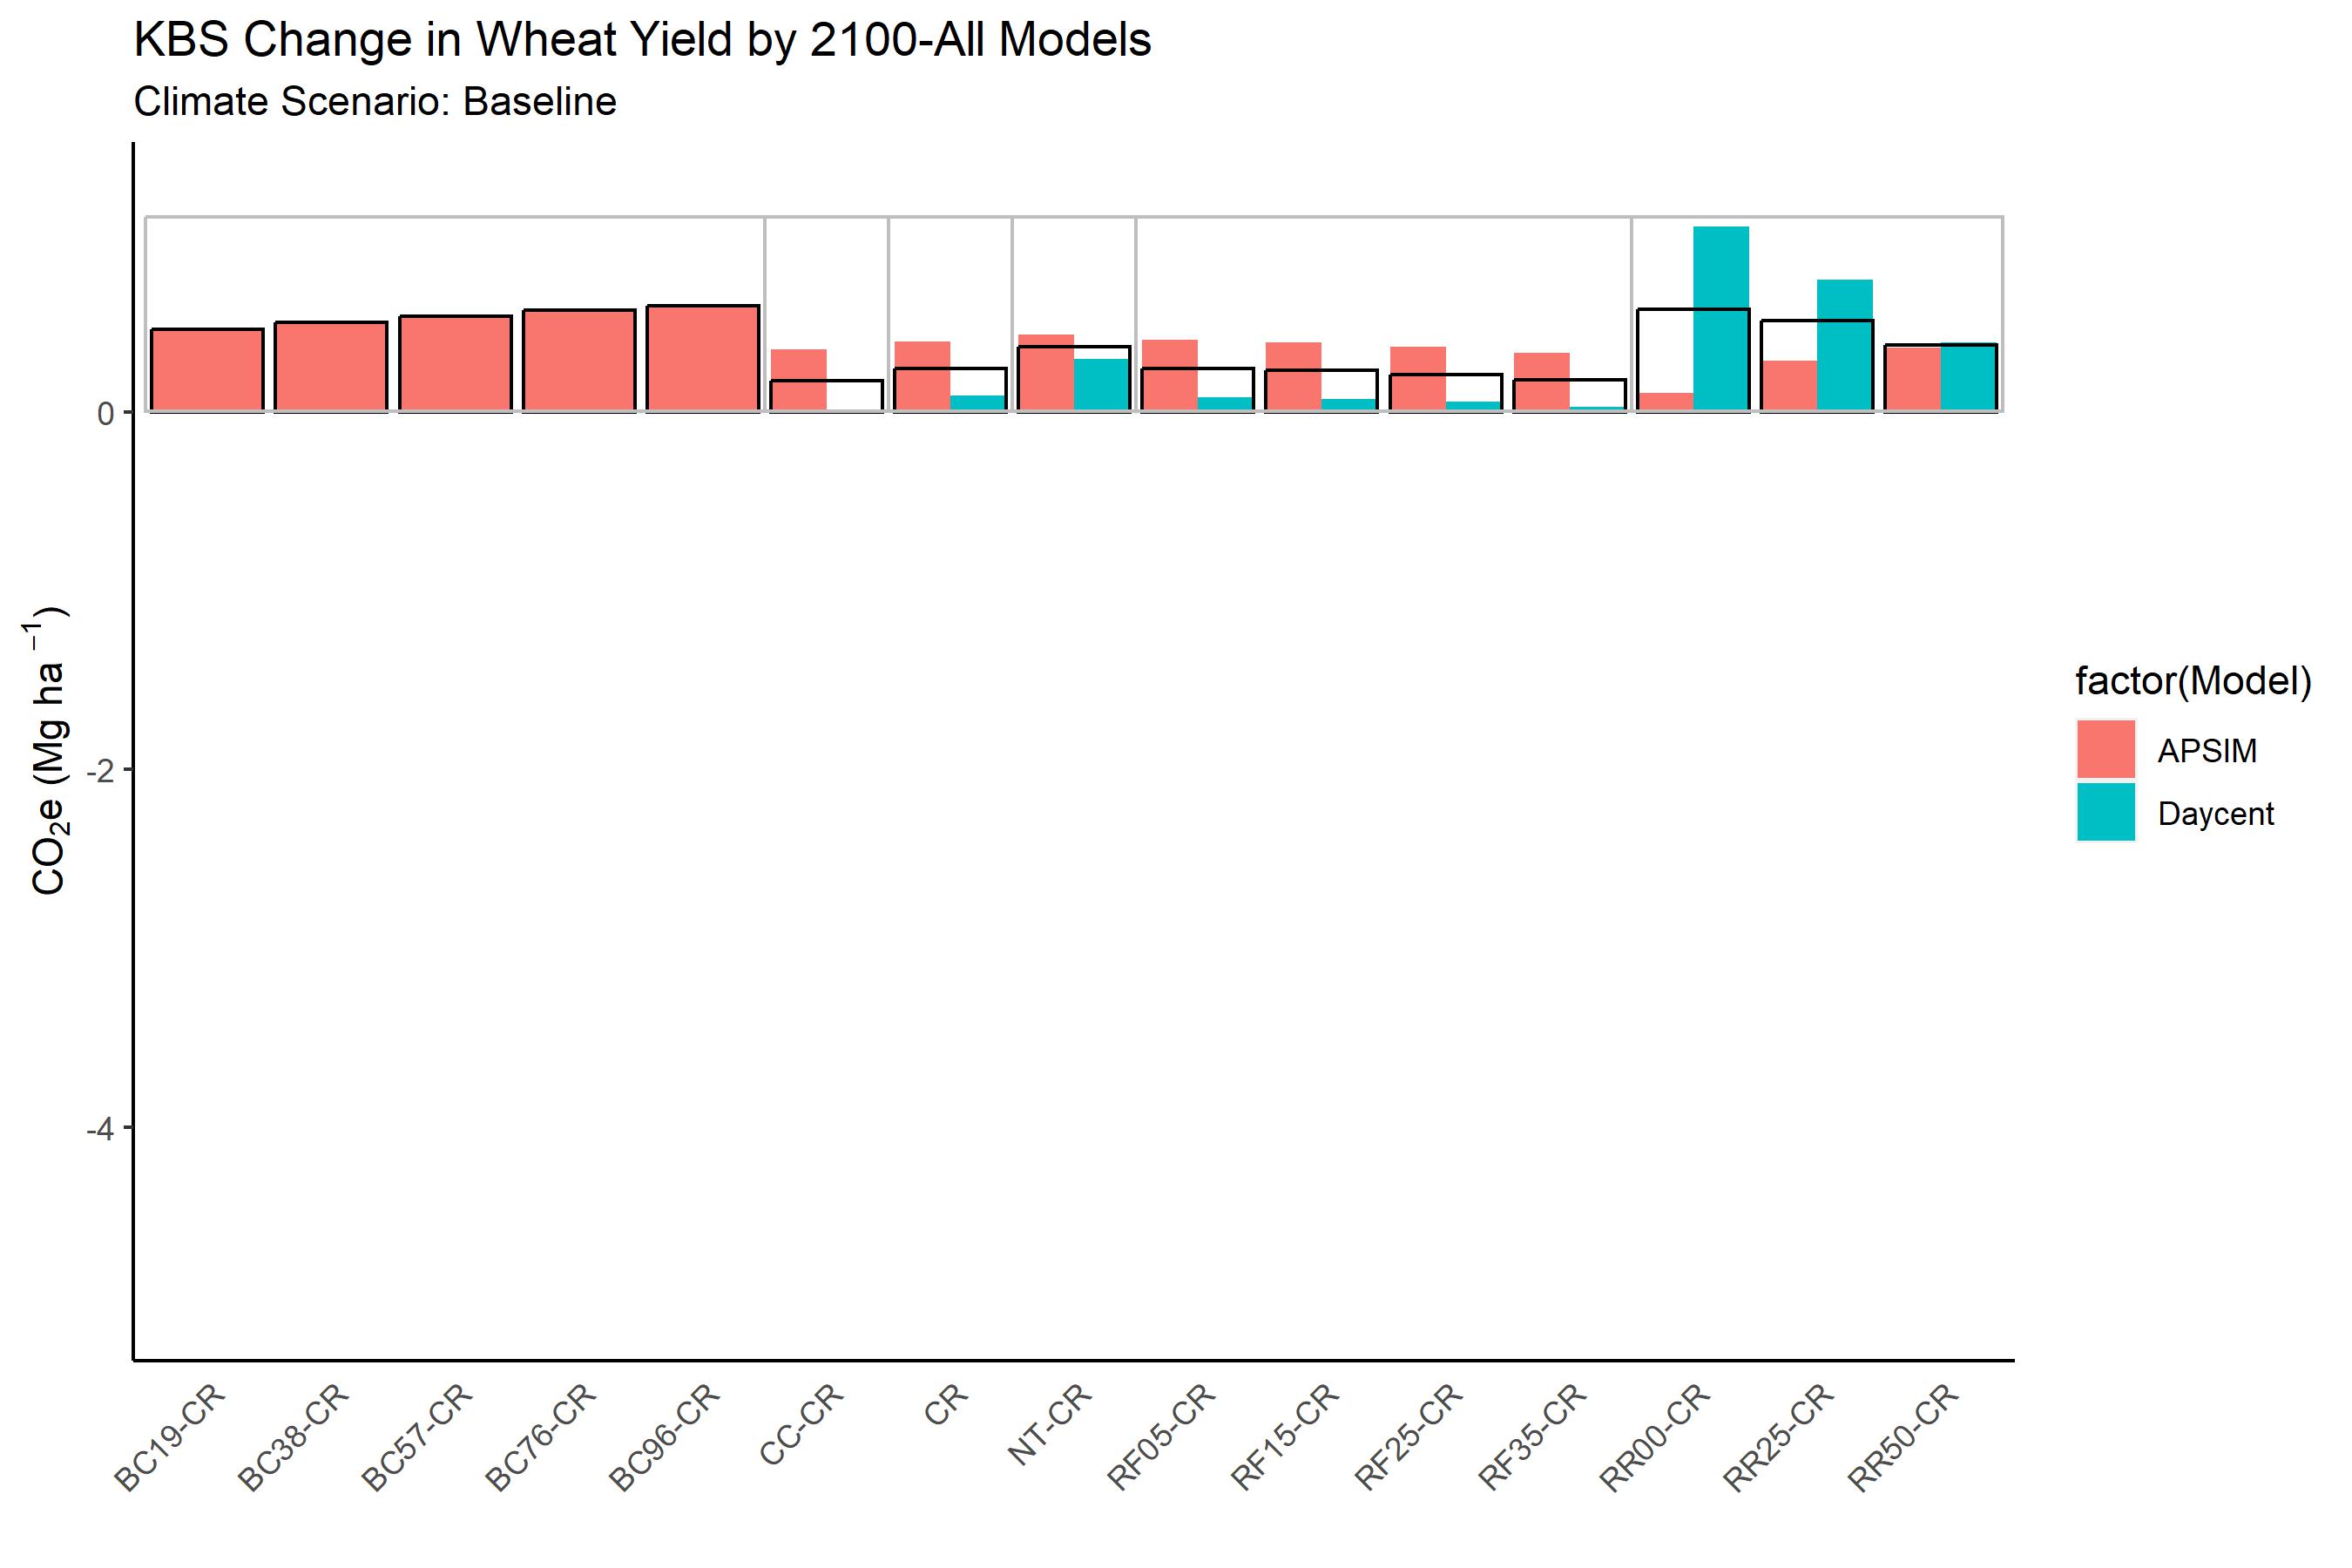 KBS Change in Wheat Yield by 2100-All Models
Climate Scenario: Baseline
CO₂e (Mg ha ⁻¹)
0
-2
-4
BC19-CR
BC38-CR
BC57-CR
BC76-CR
BC96-CR
CC-CR
CR
NT-CR
RF05-CR
RF15-CR
RF25-CR
RF35-CR
RR00-CR
RR25-CR
RR50-CR
factor(Model)
APSIM
Daycent